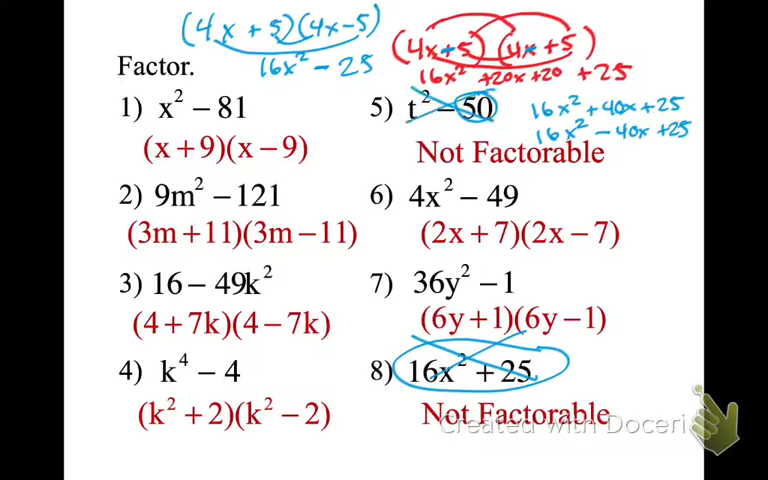 (4x + 5)(4x - 5)
16x² - 25
(4x+5) (4x+5)
16x² +20x+20 +25
Factor.
1) x² − 81
(x + 9)(x − 9)
5) t² − 50
16x² + 40x + 25
16x² - 40x + 25
Not Factorable
2) 9m² − 121
(3m + 11)(3m − 11)
6) 4x² − 49
(2x + 7)(2x − 7)
3) 16 − 49k²
(4 + 7k)(4 − 7k)
7) 36y² − 1
(6y + 1)(6y − 1)
4) k⁴ − 4
(k² + 2)(k² − 2)
8) 16x² + 25
Not Factorable
Created with Doceri